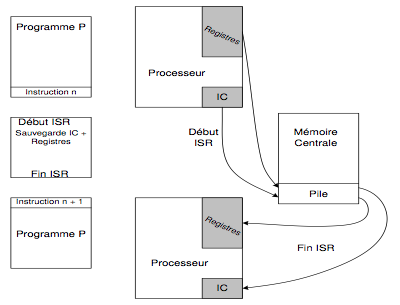 Programme P
Instruction n
Début ISR
Sauvegarde IC +
Registres
Fin ISR
Instruction n + 1
Programme P
Registres
Processeur
IC
Début
ISR
Mémoire
Centrale
Pile
Fin ISR
Registres
Processeur
IC